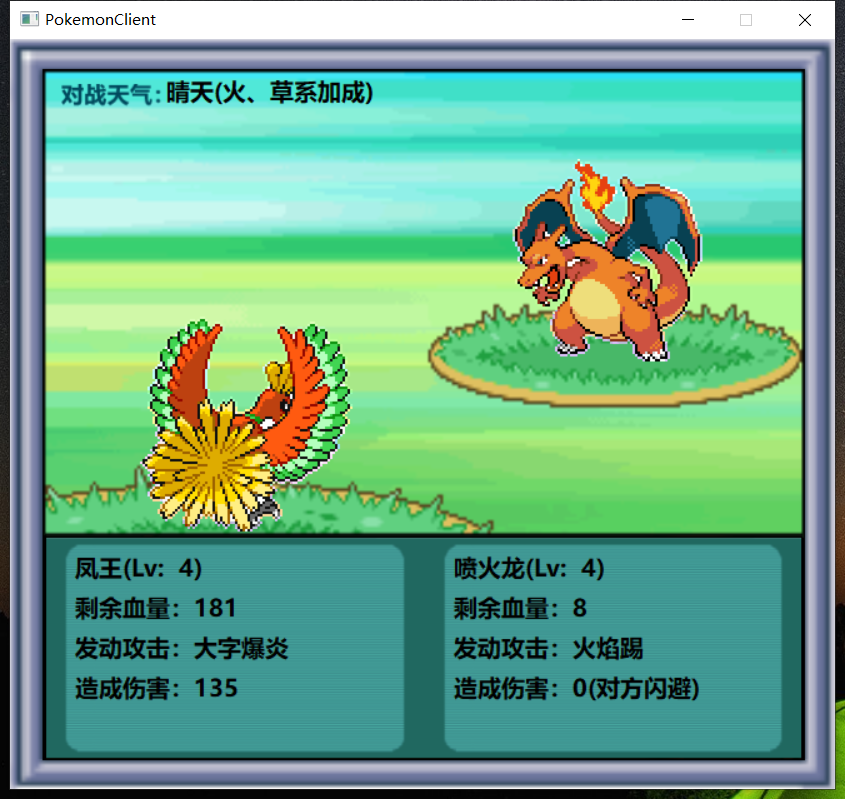 PokemonClient
对战天气:晴天(火、草系加成)
凤王(Lv: 4)
剩余血量：181
发动攻击：大字爆炎
造成伤害：135
喷火龙(Lv: 4)
剩余血量：8
发动攻击：火焰踢
造成伤害：0(对方闪避)